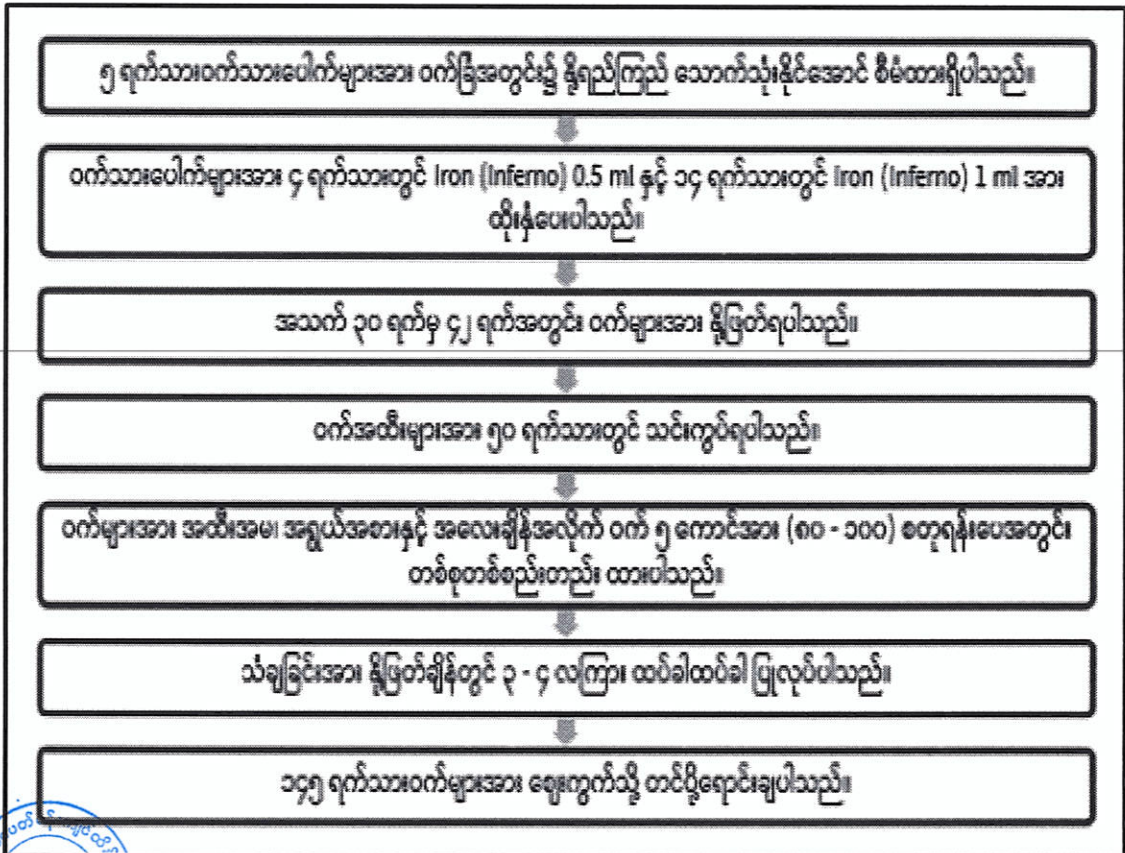 ၅ ရက်သားဝက်သားပေါက်များအား ဝက်ခြံအတွင်း၌ နို့ရည်ကြည် သောက်သုံးနိုင်အောင် စီမံထားရှိပါသည်။
ဝက်သားပေါက်များအား ၄ ရက်သားတွင် Iron (Inferno) 0.5 ml နှင့် ၁၄ ရက်သားတွင် Iron (Inferno) 1 ml အား
ထိုးနှံပေးပါသည်။
အသက် ၃၀ ရက်မှ ၄၂ ရက်အတွင်း ဝက်များအား နို့ဖြတ်ရပါသည်။
ဝက်အထီးများအား ၅၀ ရက်သားတွင် သင်းကွပ်ရပါသည်။
ဝက်များအား အထီးအမ၊ အရွယ်အစားနှင့် အလေးချိန်အလိုက် ဝက် ၅ ကောင်အား (၈၀ - ၁၀၀) စတုရန်းပေအတွင်း
တစ်စုတစ်စည်းတည်း ထားပါသည်။
သံချခြင်းအား နို့ဖြတ်ချိန်တွင် ၃ - ၄ လကြား ထပ်ခါထပ်ခါ ပြုလုပ်ပါသည်။
၁၄၅ ရက်သားဝက်များအား ဈေးကွက်သို့ တင်ပို့ရောင်းချပါသည်။